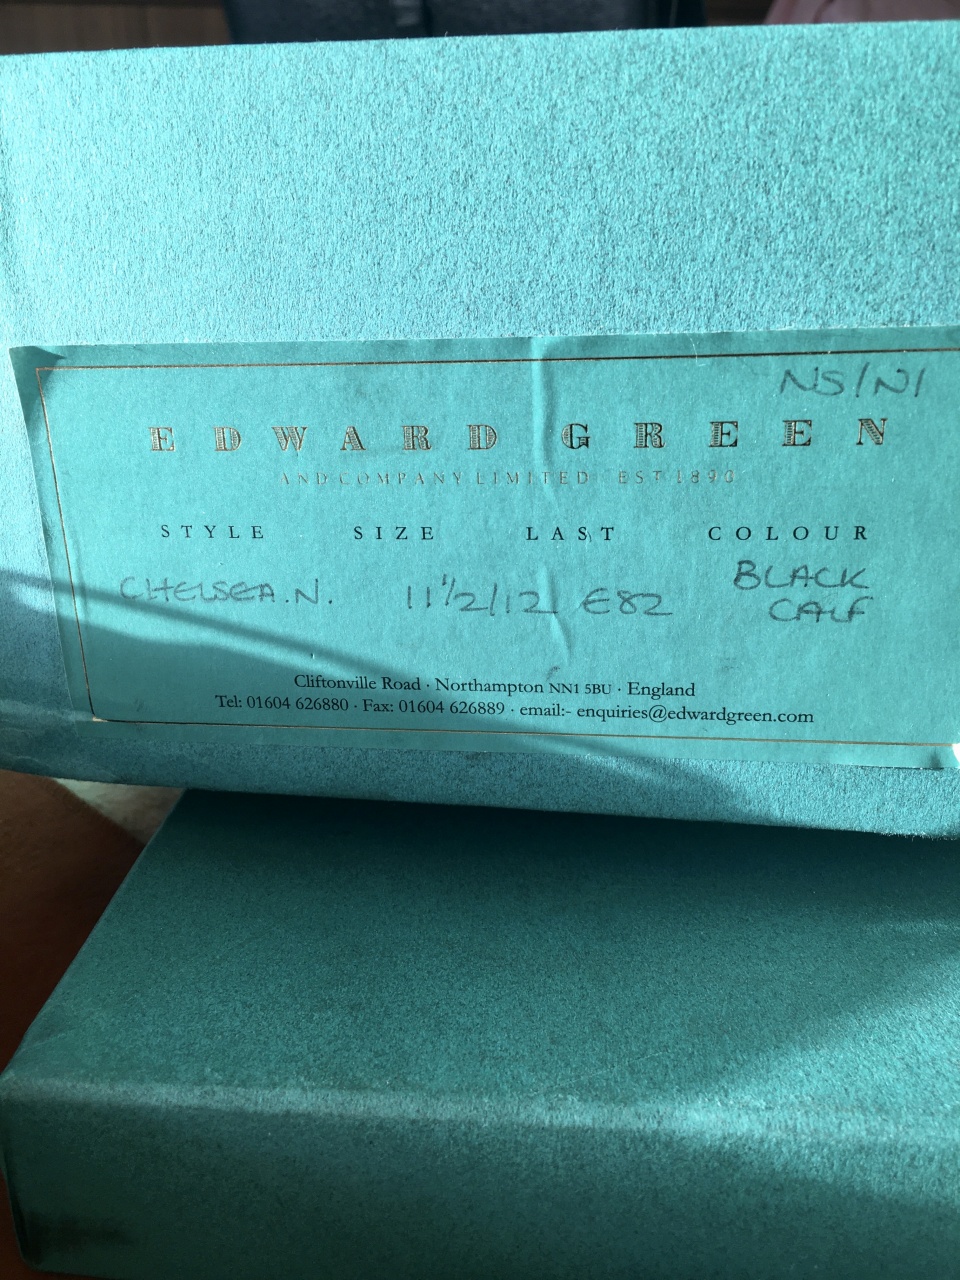 NS/N1
EDWARD GREEN
AND COMPANY LIMITED EST 1890
STYLE SIZE LAST COLOUR
CHELSEA.N. 11½/12 E82 BLACK CALF
Cliftonville Road · Northampton NN1 5BU · England
Tel: 01604 626880 · Fax: 01604 626889 · email:- enquiries@edwardgreen.com